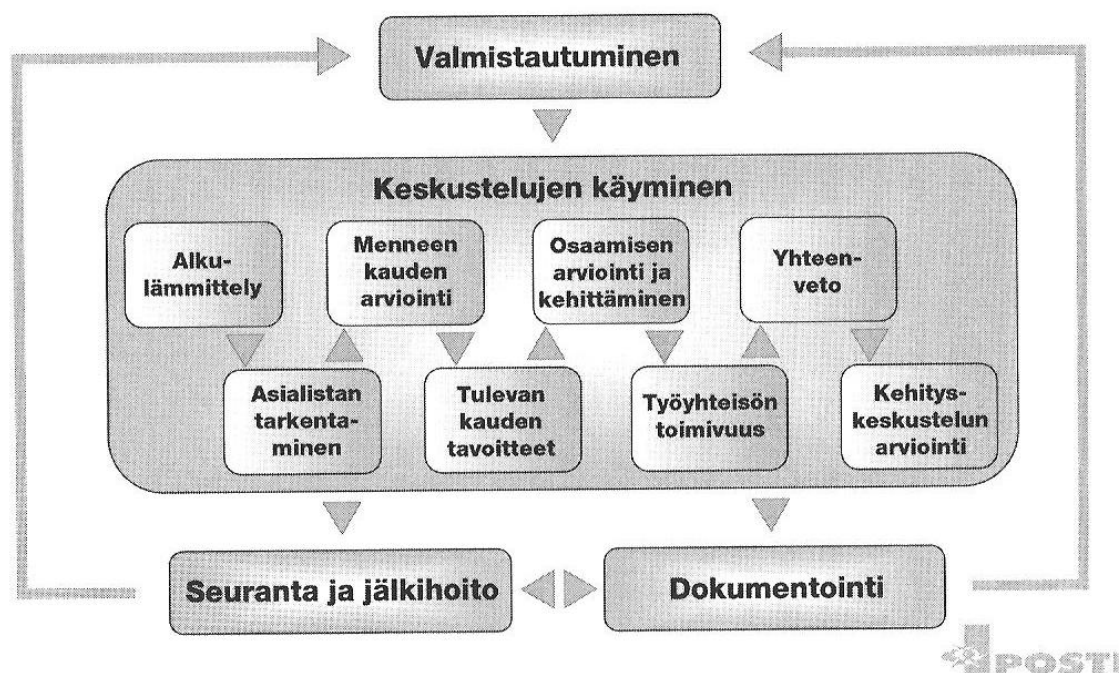 Valmistautuminen
Keskustelujen käyminen
Alku-
lämmittely
Asialistan
tarkenta-
minen
Menneen
kauden
arviointi
Tulevan
kauden
tavoitteet
Osaamisen
arviointi ja
kehittäminen
Työyhteisön
toimivuus
Yhteen-
veto
Kehitys-
keskustelun
arviointi
Seuranta ja jälkihoito
Dokumentointi
POSTI